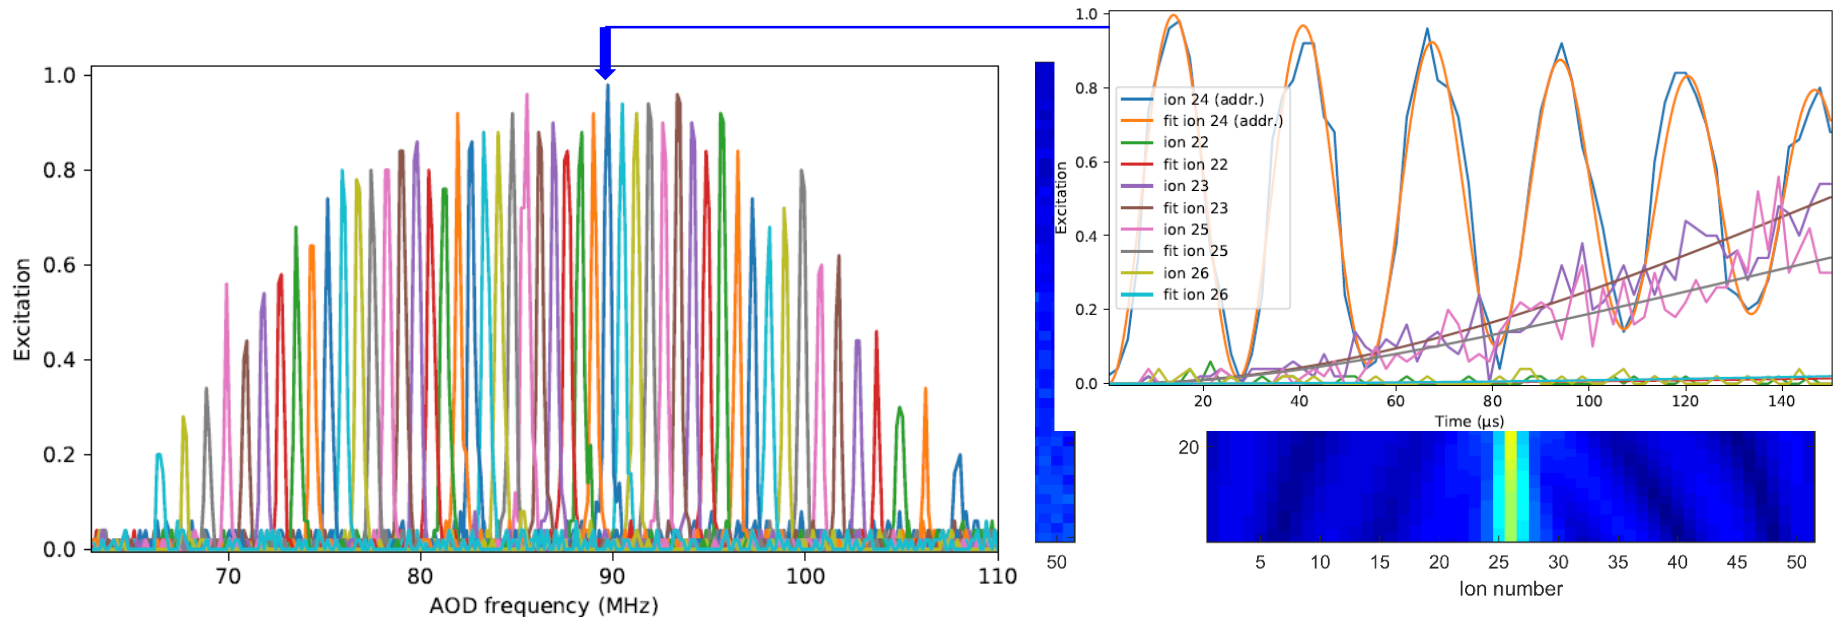 1.0
0.8
0.6
0.4
0.2
0.0
Excitation
70
80
90
100
110
AOD frequency (MHz)
50
1.0
0.8
0.6
0.4
0.2
0.0
Excitation
ion 24 (addr.)
fit ion 24 (addr.)
ion 22
fit ion 22
ion 23
fit ion 23
ion 25
fit ion 25
ion 26
fit ion 26
20
40
60
80
100
120
140
Time (μs)
20
5
10
15
20
25
30
35
40
45
50
Ion number